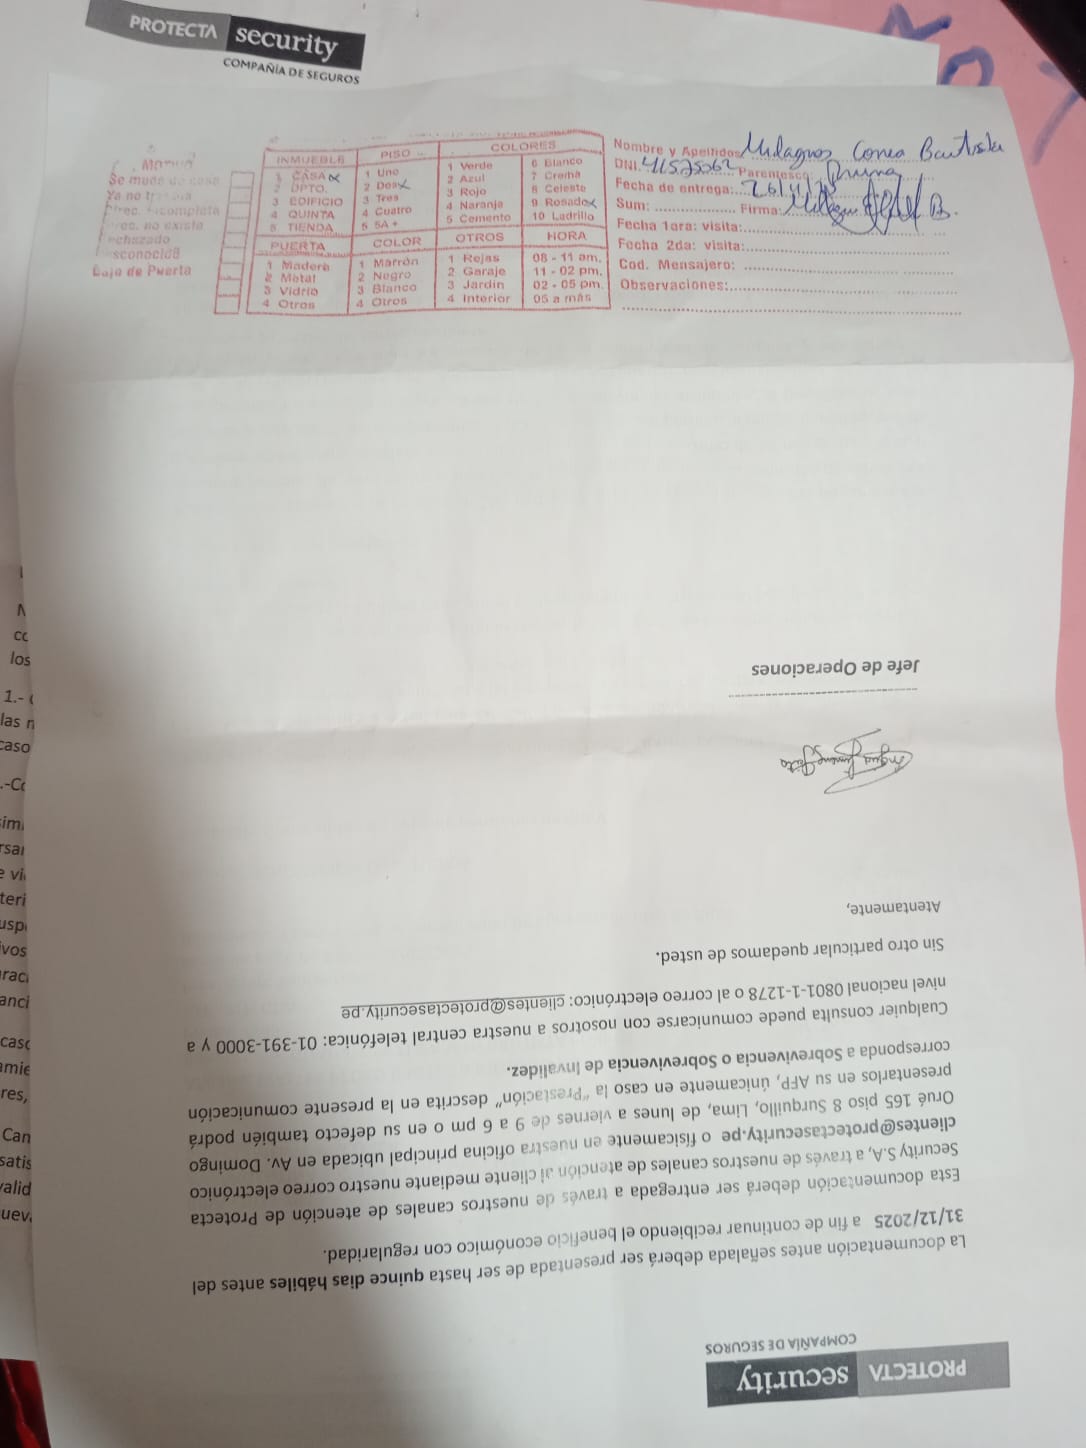 PROTECTA security
COMPAÑÍA DE SEGUROS
Se mudó de casa
Ya no
Rechazado
Bajo de Puerta
INMUEBLE PISO COLORES
1 CASA 1 Uno 1 Verde 6 Blanco
2 DPTO. 2 Dos 2 Azul 7 Crema
3 EDIFICIO 3 Tres 3 Rojo 8 Celeste
4 QUINTA 4 Cuatro 4 Naranja 9 Rosado
5 TIENDA 5 5A + 5 Cemento 10 Ladrillo
PUERTA COLOR OTROS HORA
1 Madera 1 Marrón 1 Rejas 08 - 11 am.
2 Metal 2 Negro 2 Garaje 11 - 02 pm.
3 Vidrio 3 Blanco 3 Jardín 02 - 05 pm.
4 Otros 4 Otros 4 Interior 05 a más
Nombre y Apellidos Milagros Correa Bautista
DNI. Parentesco:
Fecha de entrega:
Sum: Firma:
Fecha 1ara: visita:
Fecha 2da: visita:
Cod. Mensajero:
Observaciones:
PROTECTA security
COMPAÑÍA DE SEGUROS
La documentación antes señalada deberá ser presentada de ser hasta quince dias hábiles antes del
31/12/2025 a fin de continuar recibiendo el beneficio económico con regularidad.
Esta documentación deberá ser entregada a través de nuestros canales de atención de Protecta
Security S.A, a través de nuestros canales de atención al cliente mediante nuestro correo electrónico
clientes@protectasecurity.pe o físicamente en nuestra oficina principal ubicada en Av. Domingo
Orué 165 piso 8 Surquillo, Lima, de lunes a viernes de 9 a 6 pm o en su defecto también podrá
presentarlos en su AFP, únicamente en caso la "Prestación" descrita en la presente comunicación
corresponda a Sobrevivencia o Sobrevivencia de Invalidez.
Cualquier consulta puede comunicarse con nosotros a nuestra central telefónica: 01-391-3000 y a
nivel nacional 0801-1-1278 o al correo electrónico: clientes@protectasecurity.pe
Sin otro particular quedamos de usted.
Atentamente,
Jefe de Operaciones
los
1.-
las
caso